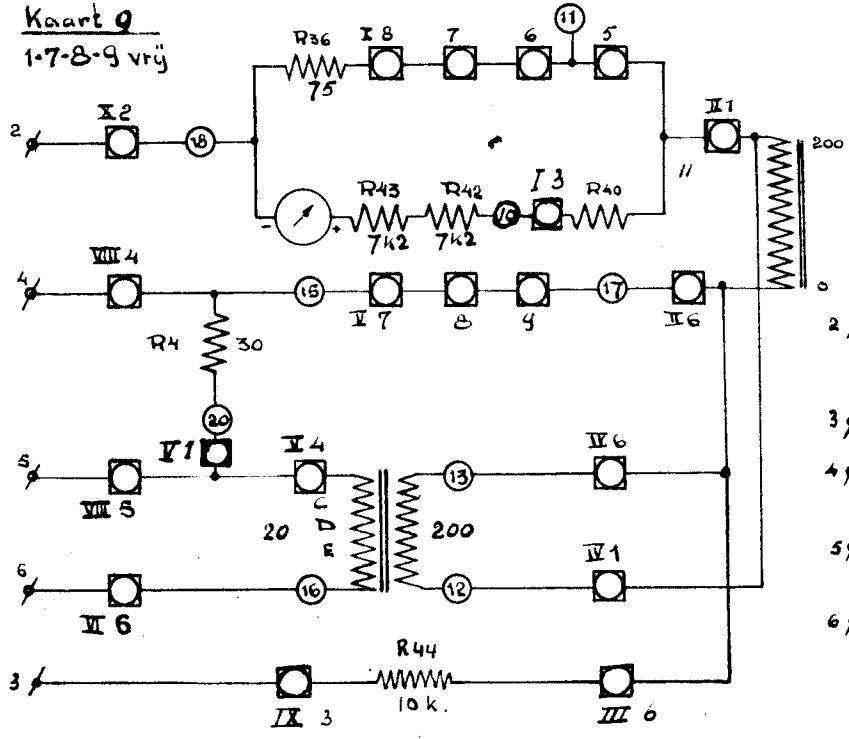 Kaart 9
1-7-8-9 vrij
R36
X 8
7
6
11
5
75
2
X2
18
II 1
200
R43
R42
10
I 3
R40
11
-
+
7k2
7k2
VIII 4
4
15
V 7
8
9
17
II 6
0
R4
30
2
20
3
V1
V 4
IV 6
5
13
4
VIII 5
C
D
E
20
200
IV 1
5
6
16
12
VI 6
6
R44
3
IX 3
10 k.
III 6